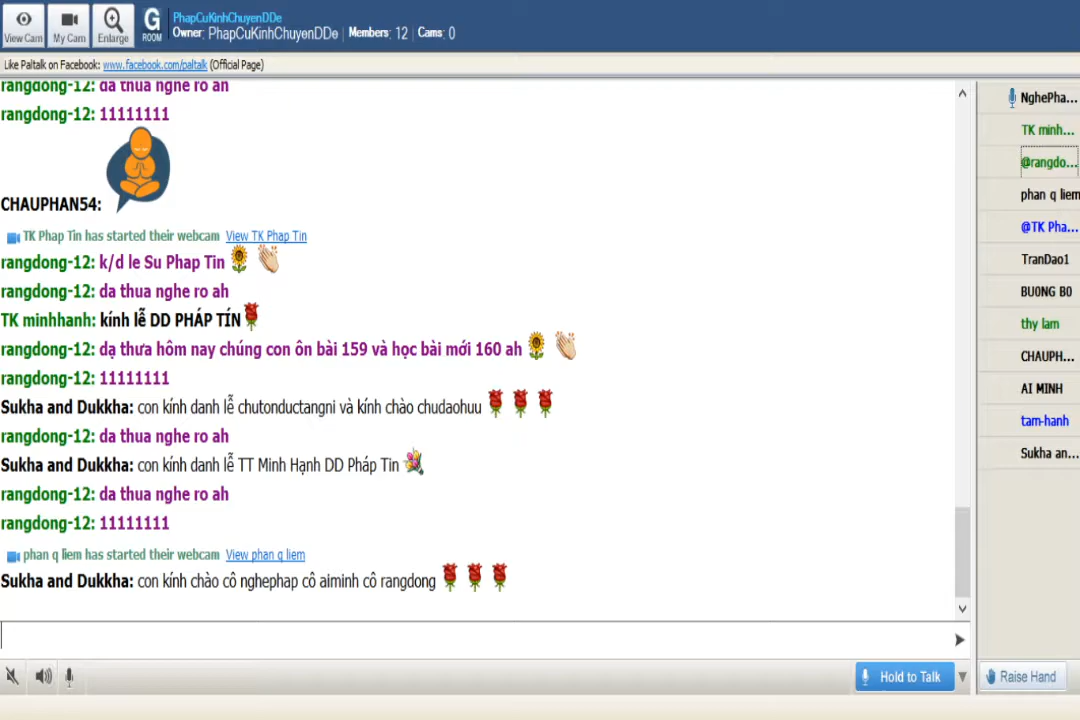 View Cam
My Cam
Enlarge
G
ROOM
PhapCuKinhChuyenDDe
Owner: PhapCuKinhChuyenDDe | Members: 12 | Cams: 0
Like Paltalk on Facebook: www.facebook.com/paltalk (Official Page)
rangdong-12: da thua nghe ro ah
rangdong-12: 11111111
CHAUPHAN54:
TK Phap Tin has started their webcam View TK Phap Tin
rangdong-12: k/d le Su Phap Tin
rangdong-12: da thua nghe ro ah
TK minhhanh: kính lễ DD PHÁP TÍN
rangdong-12: dạ thưa hôm nay chúng con ôn bài 159 và học bài mới 160 ah
rangdong-12: 11111111
Sukha and Dukkha: con kính danh lễ chutonductangni và kính chào chudaohuu
rangdong-12: da thua nghe ro ah
Sukha and Dukkha: con kính danh lễ TT Minh Hạnh DD Pháp Tin
rangdong-12: da thua nghe ro ah
rangdong-12: 11111111
phan q liem has started their webcam View phan q liem
Sukha and Dukkha: con kính chào cô nghephap cô aiminh cô rangdong
NghePha...
TK minh...
@rangdo...
phan q liem
@TK Pha...
TranDao1
BU0NG B0
thy lam
CHAUPH...
AI MINH
tam-hanh
Sukha an...
Hold to Talk
Raise Hand